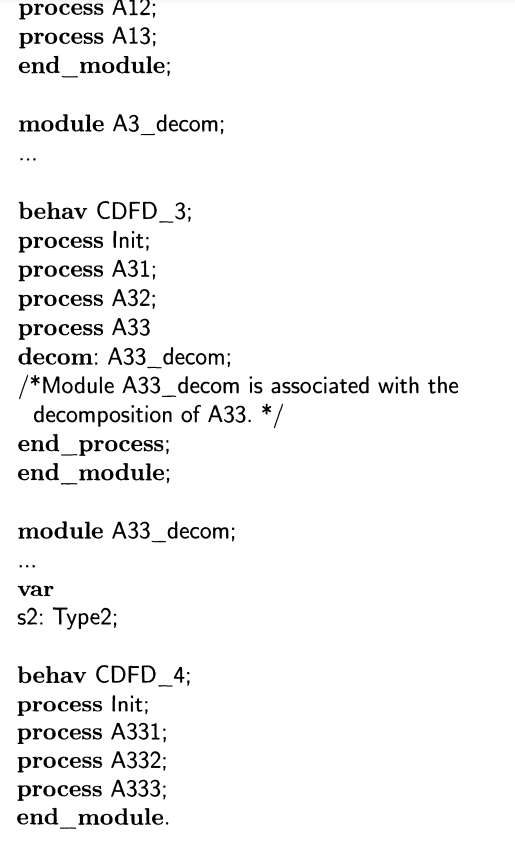 process A12;
process A13;
end_module;
module A3_decom;
...
behav CDFD_3;
process Init;
process A31;
process A32;
process A33
decom: A33_decom;
/*Module A33_decom is associated with the
decomposition of A33. */
end_process;
end_module;
module A33_decom;
...
var
s2: Type2;
behav CDFD_4;
process Init;
process A331;
process A332;
process A333;
end_module.